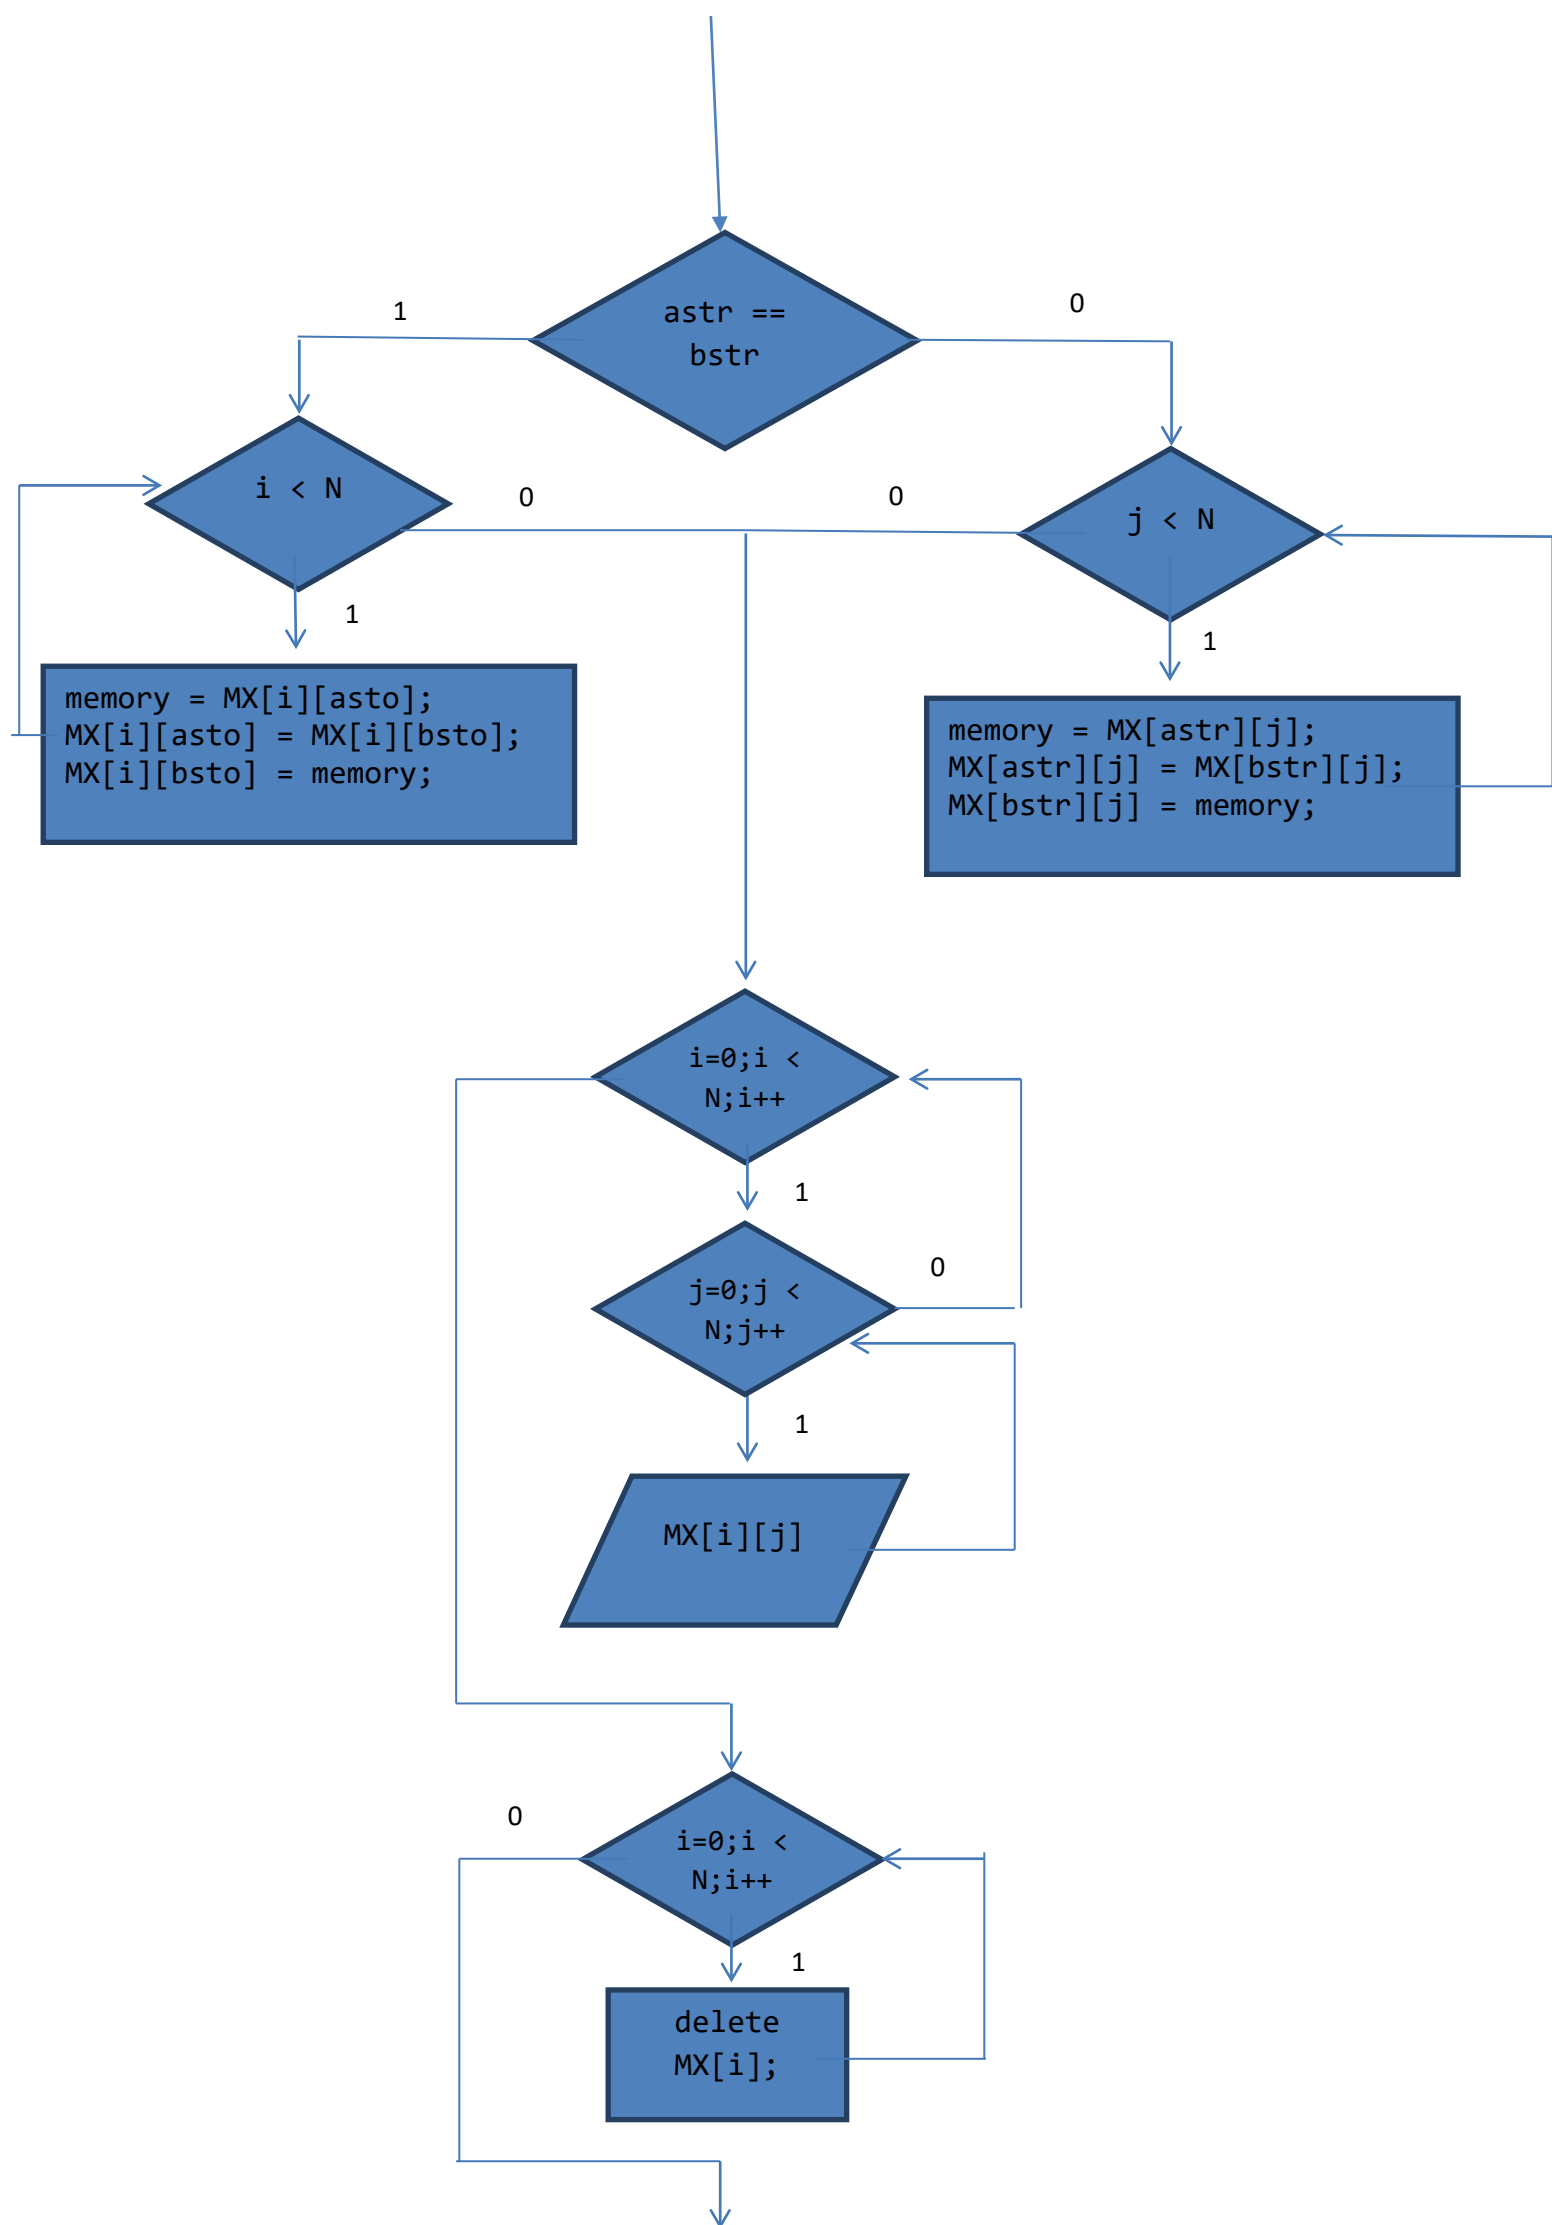 astr ==
bstr
1
0
i < N
0
0
j < N
1
1
memory = MX[i][asto];
MX[i][asto] = MX[i][bsto];
MX[i][bsto] = memory;
memory = MX[astr][j];
MX[astr][j] = MX[bstr][j];
MX[bstr][j] = memory;
i=0;i <
N;i++
1
j=0;j <
N;j++
0
1
MX[i][j]
0
i=0;i <
N;i++
1
delete
MX[i];